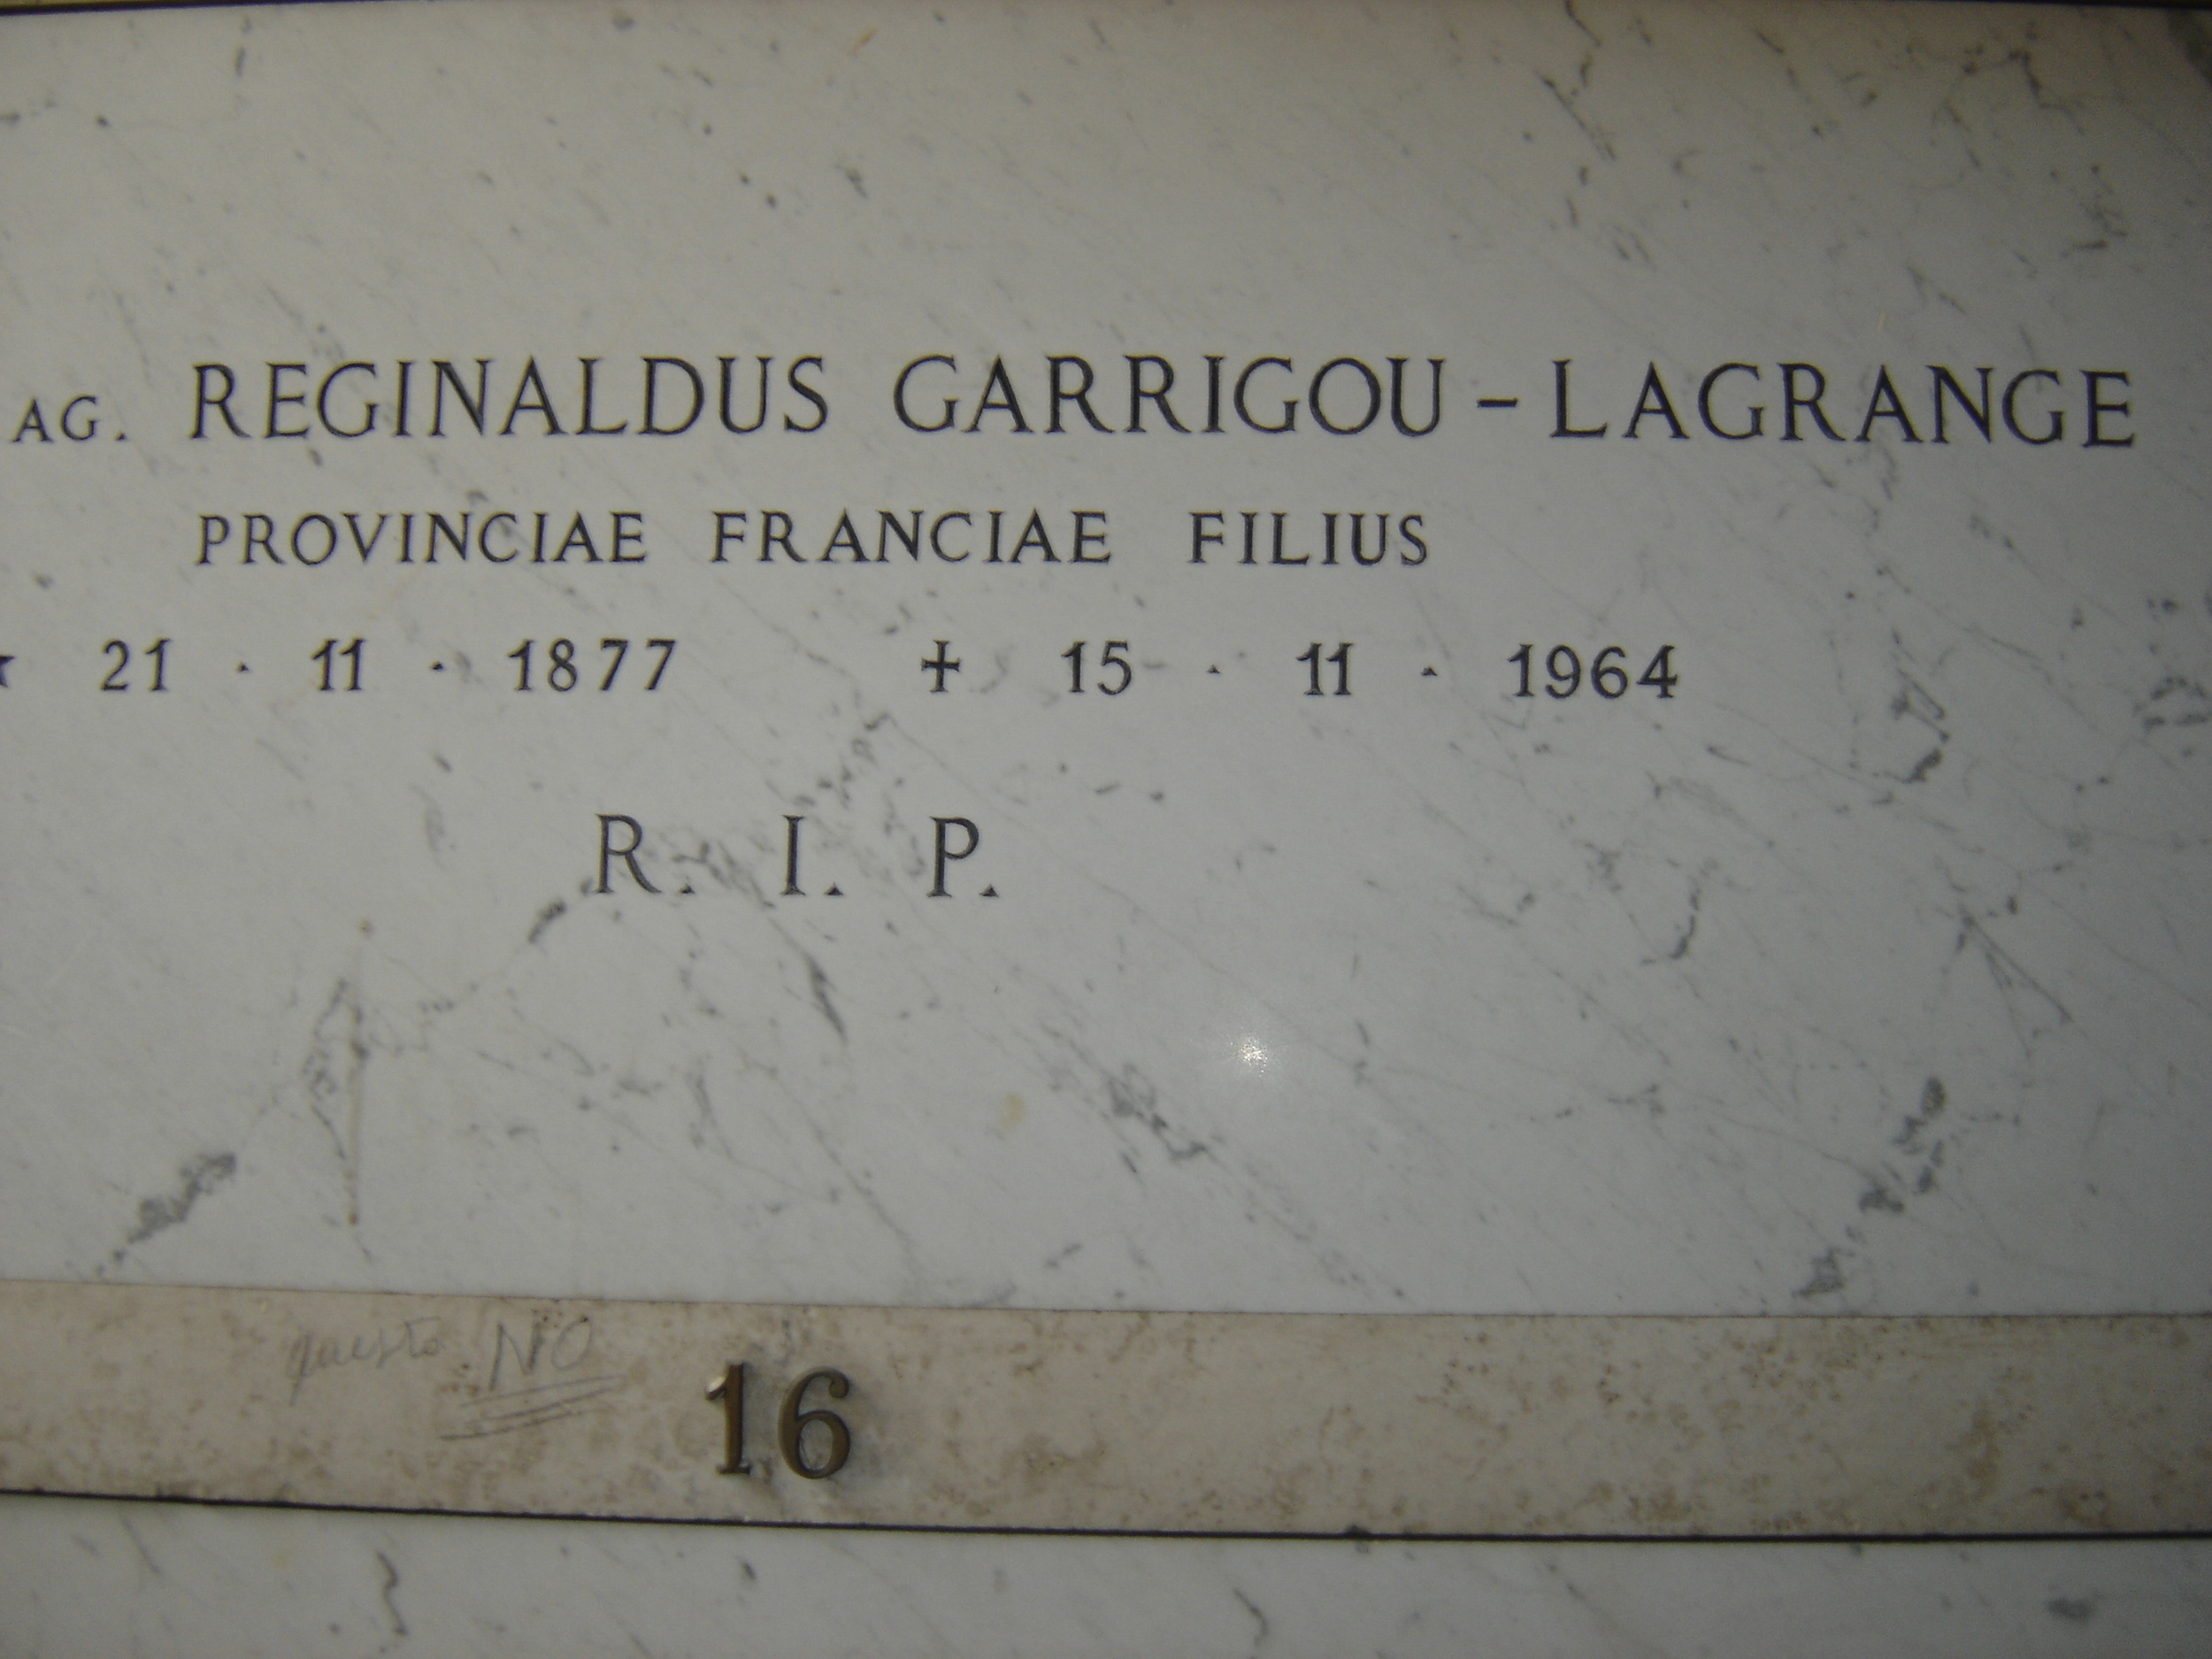 AG. REGINALDUS GARRIGOU - LAGRANGE
PROVINCIAE FRANCIAE FILIUS
★ 21 · 11 · 1877 ✝ 15 · 11 · 1964
R. I. P.
questo NO
16